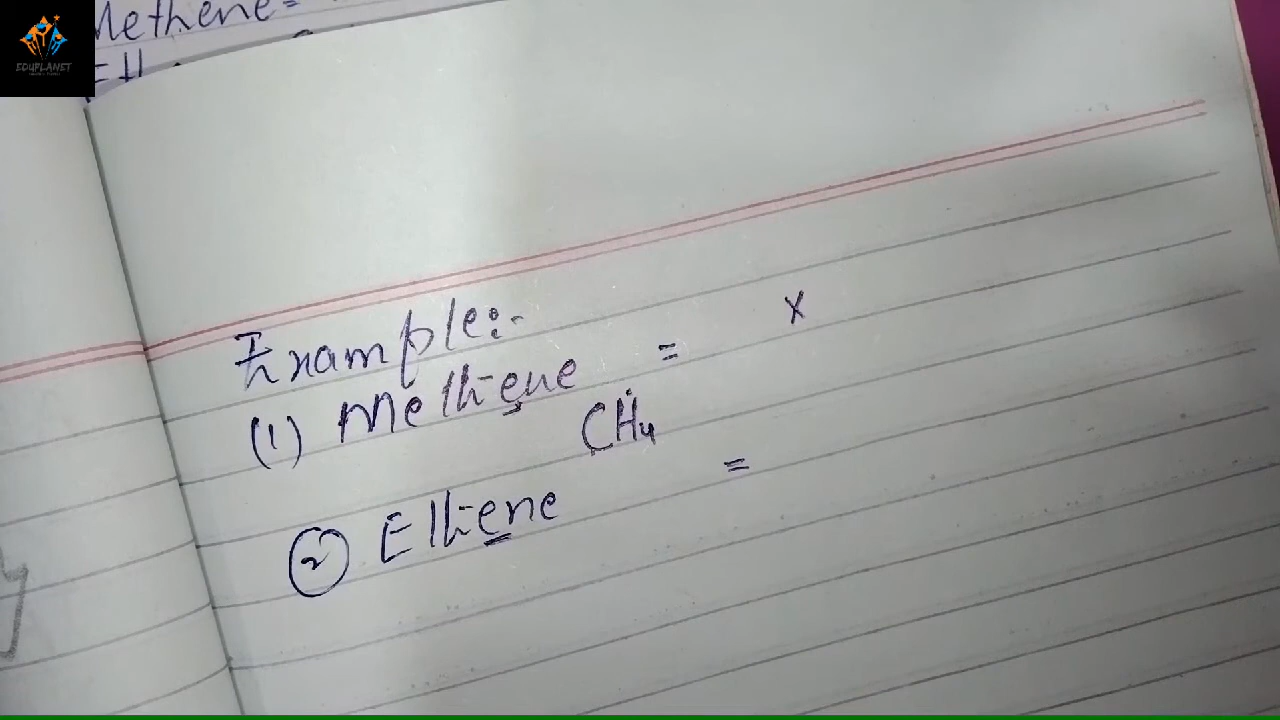 Methene=
EDUPLANET
Example:-
(1) Methene = x
CH4
(2) Ethene =